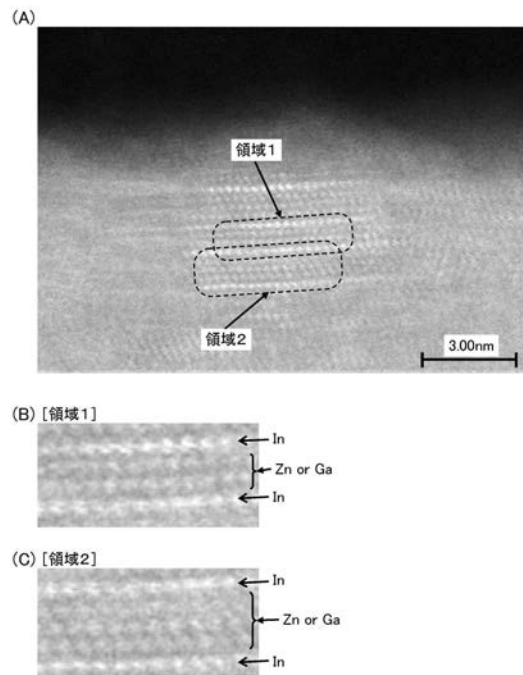 (A)
領域1
領域2
3.00nm
(B) [領域1]
In
Zn or Ga
In
(C) [領域2]
In
Zn or Ga
In